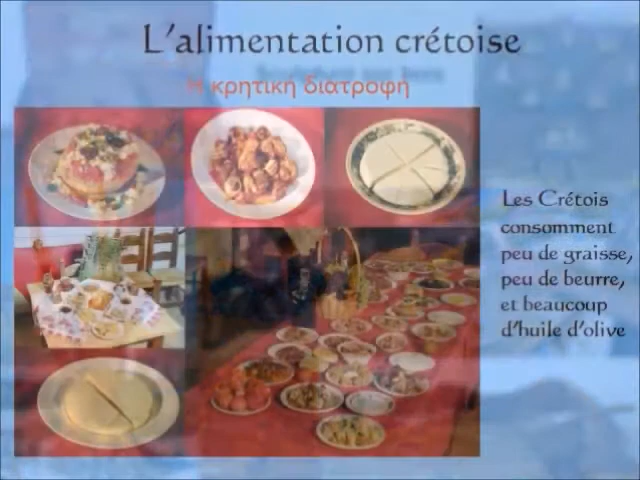 L'alimentation crétoise
Η κρητική διατροφή
Les Crétois
consomment
peu de graisse,
peu de beurre,
et beaucoup
d'huile d'olive